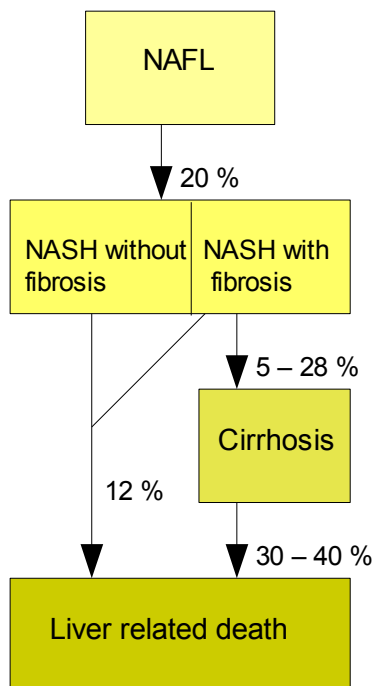 NAFL
20 %
NASH without
fibrosis
NASH with
fibrosis
5 – 28 %
Cirrhosis
12 %
30 – 40 %
Liver related death